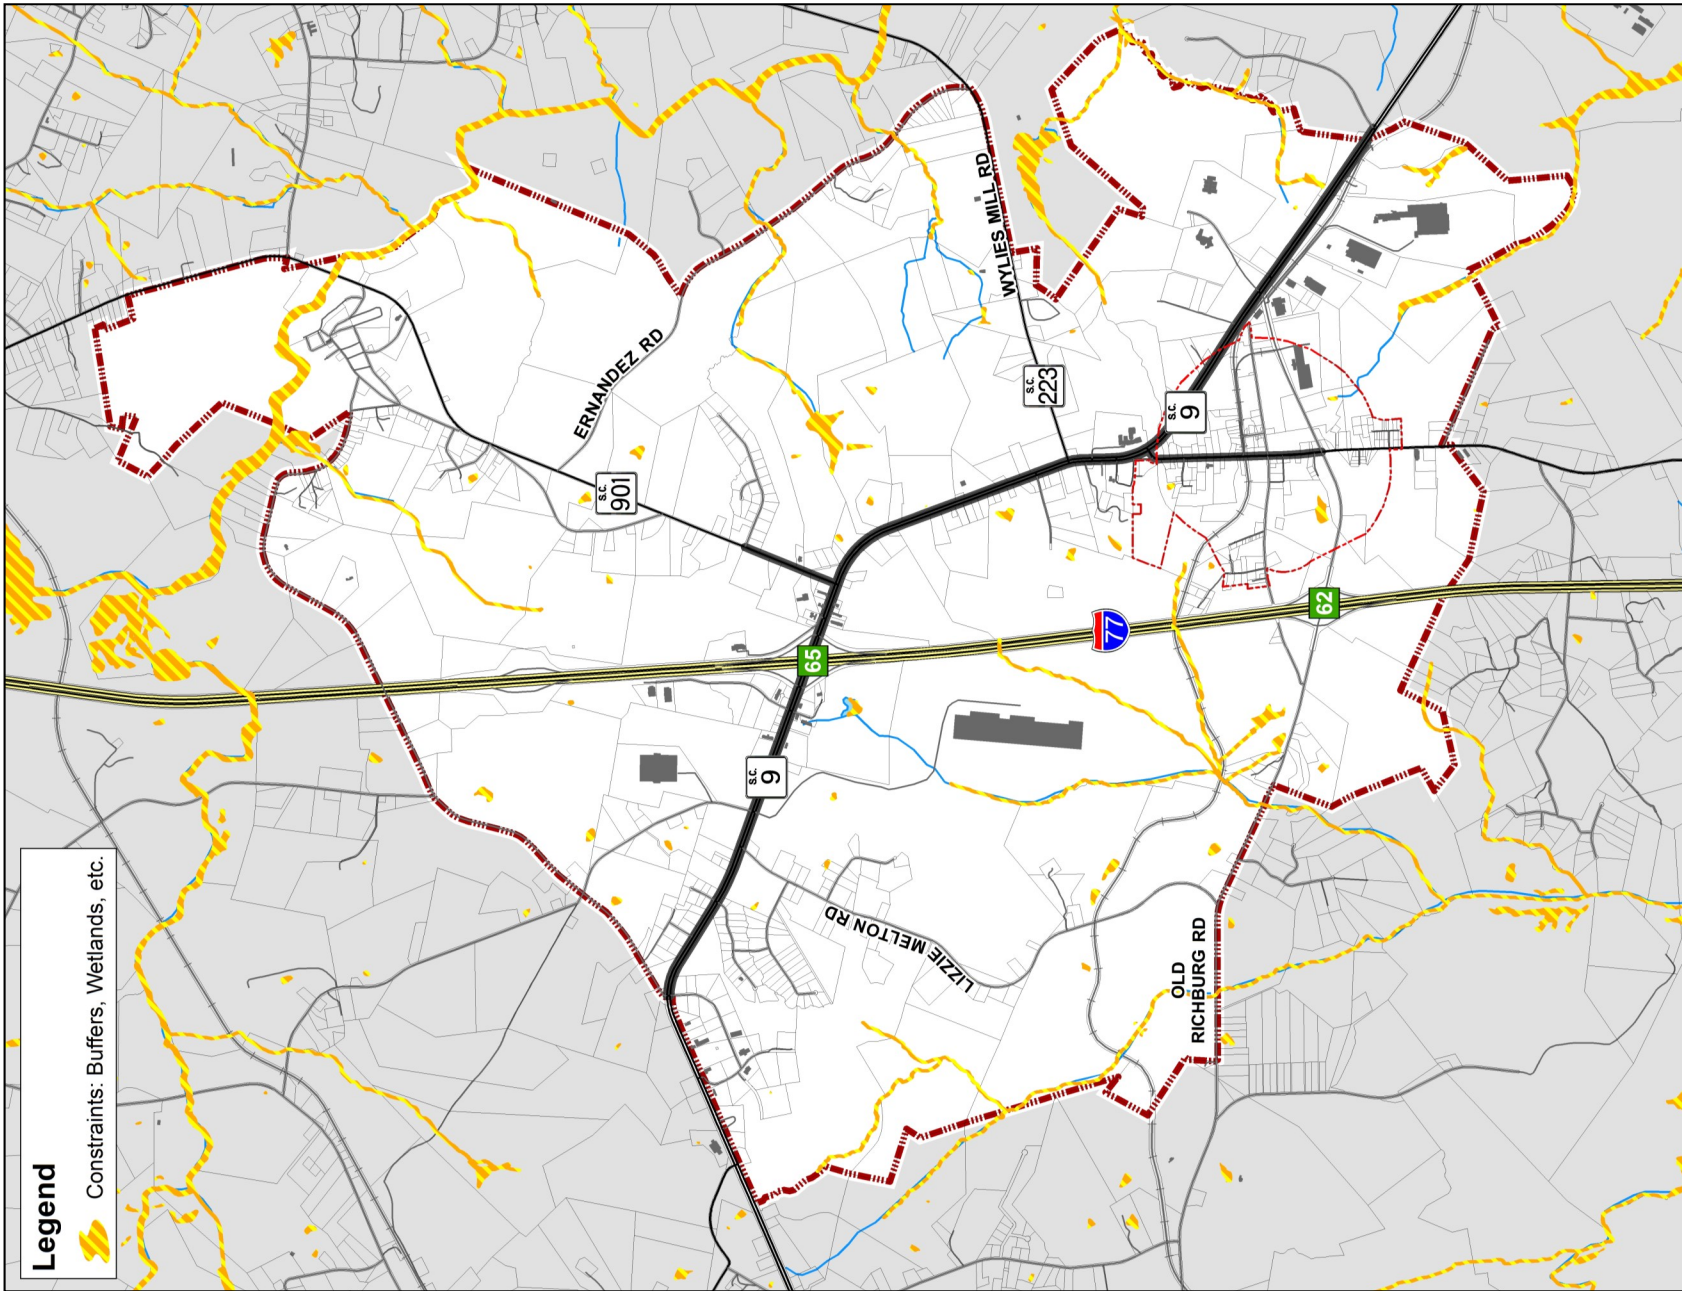 Legend
Constraints: Buffers, Wetlands, etc.
S.C.
901
ERNANDEZ RD
WYLIES MILL RD
S.C.
223
S.C.
9
65
77
62
S.C.
9
LIZZIE MELTON RD
OLD
RICHBURG RD